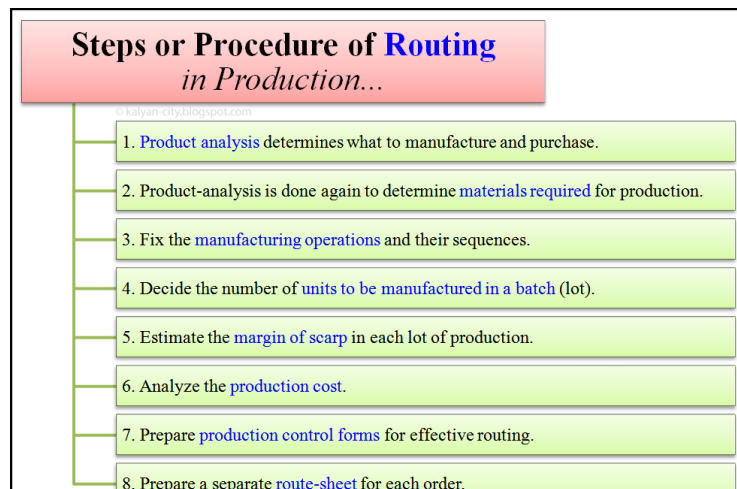 Steps or Procedure of Routing
in Production...
© kalyan-city.blogspot.com
1. Product analysis determines what to manufacture and purchase.
2. Product-analysis is done again to determine materials required for production.
3. Fix the manufacturing operations and their sequences.
4. Decide the number of units to be manufactured in a batch (lot).
5. Estimate the margin of scarp in each lot of production.
6. Analyze the production cost.
7. Prepare production control forms for effective routing.
8. Prepare a separate route-sheet for each order.